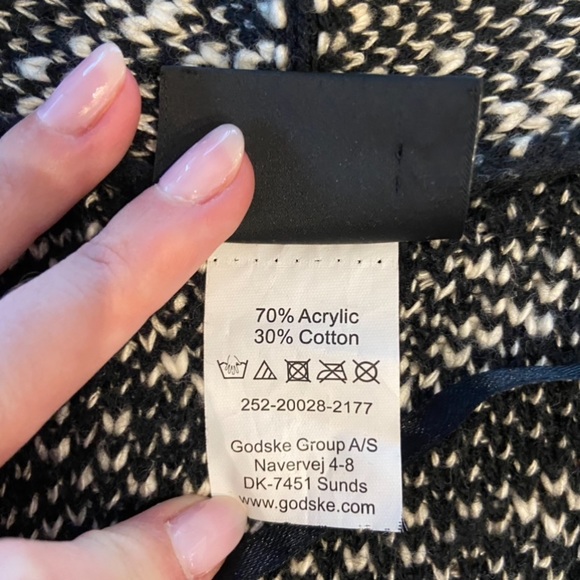 70% Acrylic
30% Cotton
252-20028-2177
Godske Group A/S
Navervej 4-8
DK-7451 Sunds
www.godske.com